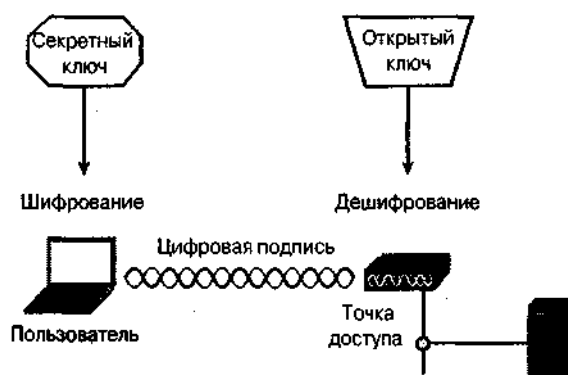 Секретный
ключ
Открытый
ключ
Шифрование
Дешифрование
Цифровая подпись
Пользователь
Точка
доступа